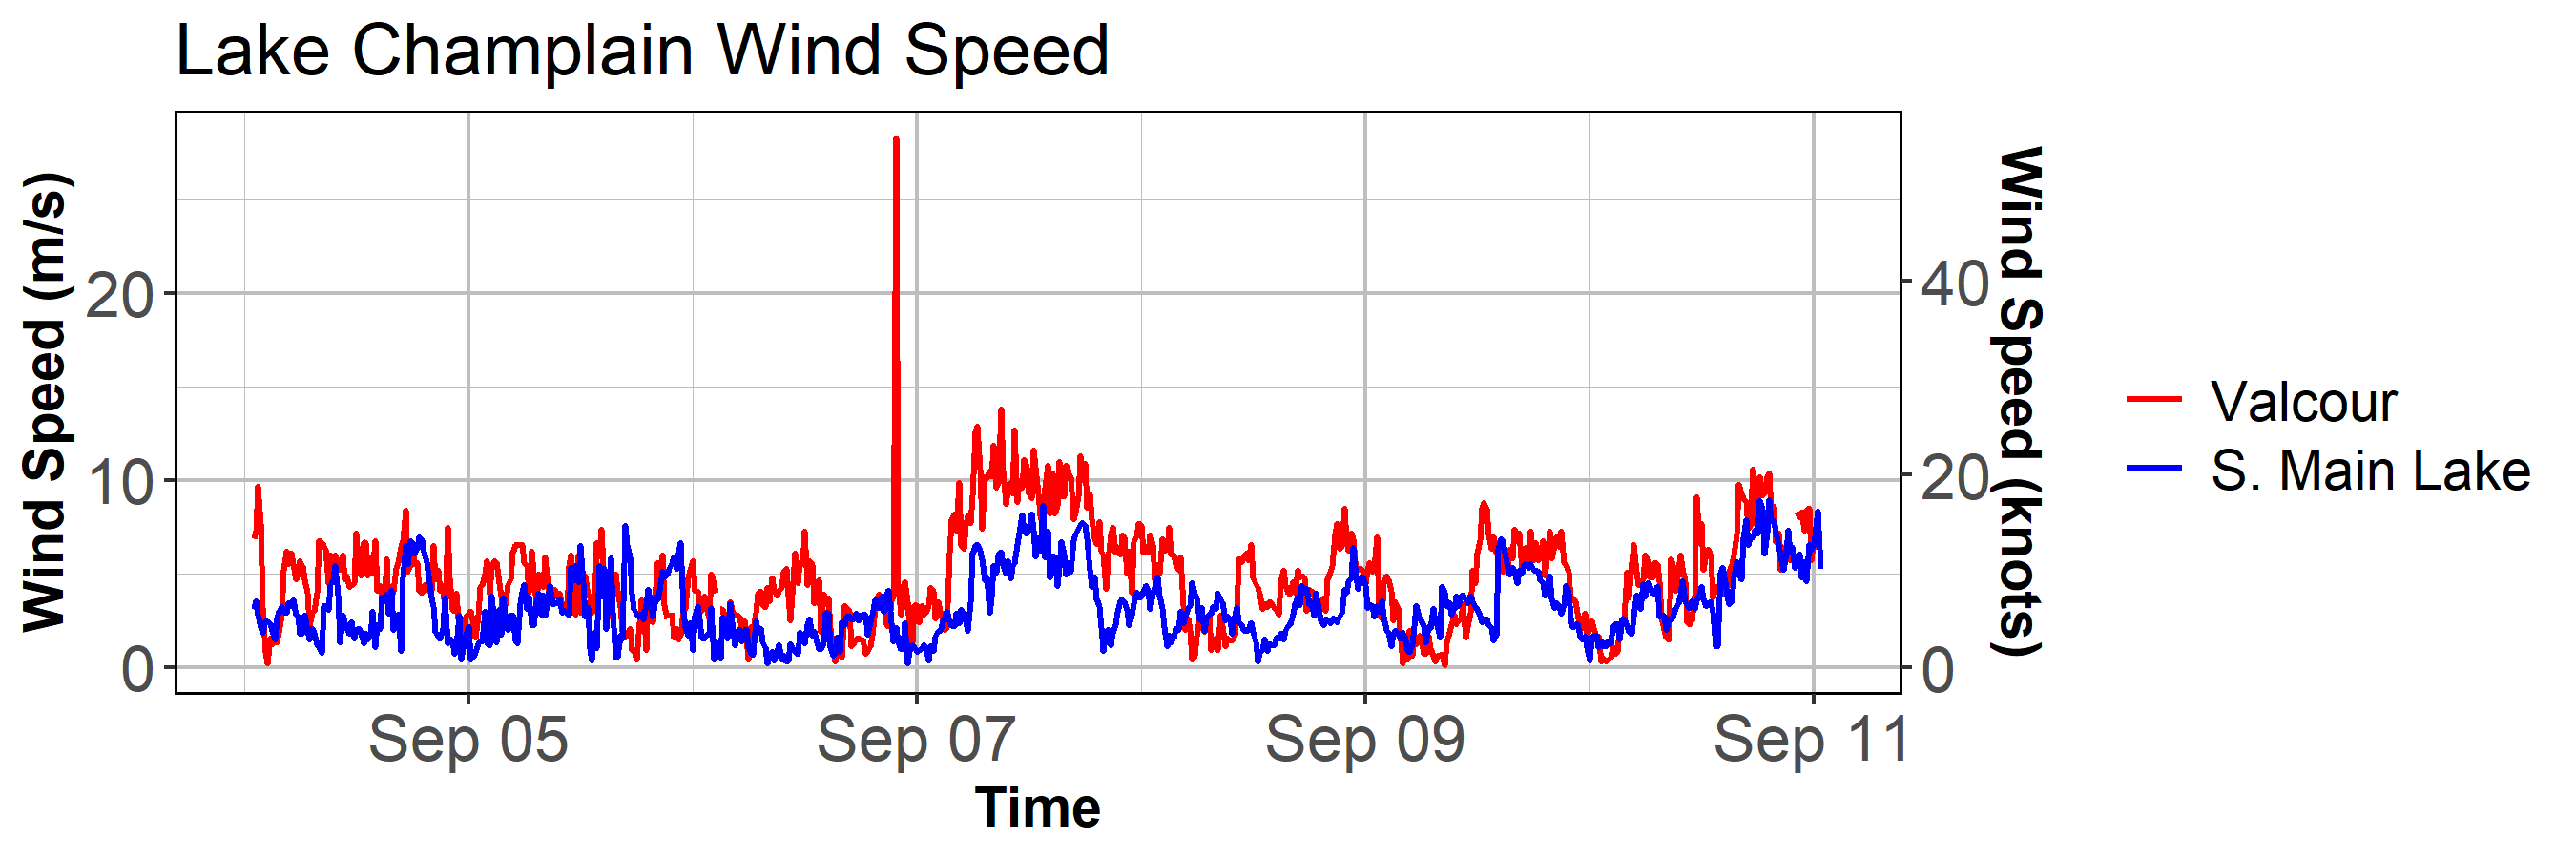 Lake Champlain Wind Speed
Wind Speed (m/s)
20
10
0
40
20
0
Wind Speed (knots)
Sep 05
Sep 07
Sep 09
Sep 11
Time
Valcour
S. Main Lake